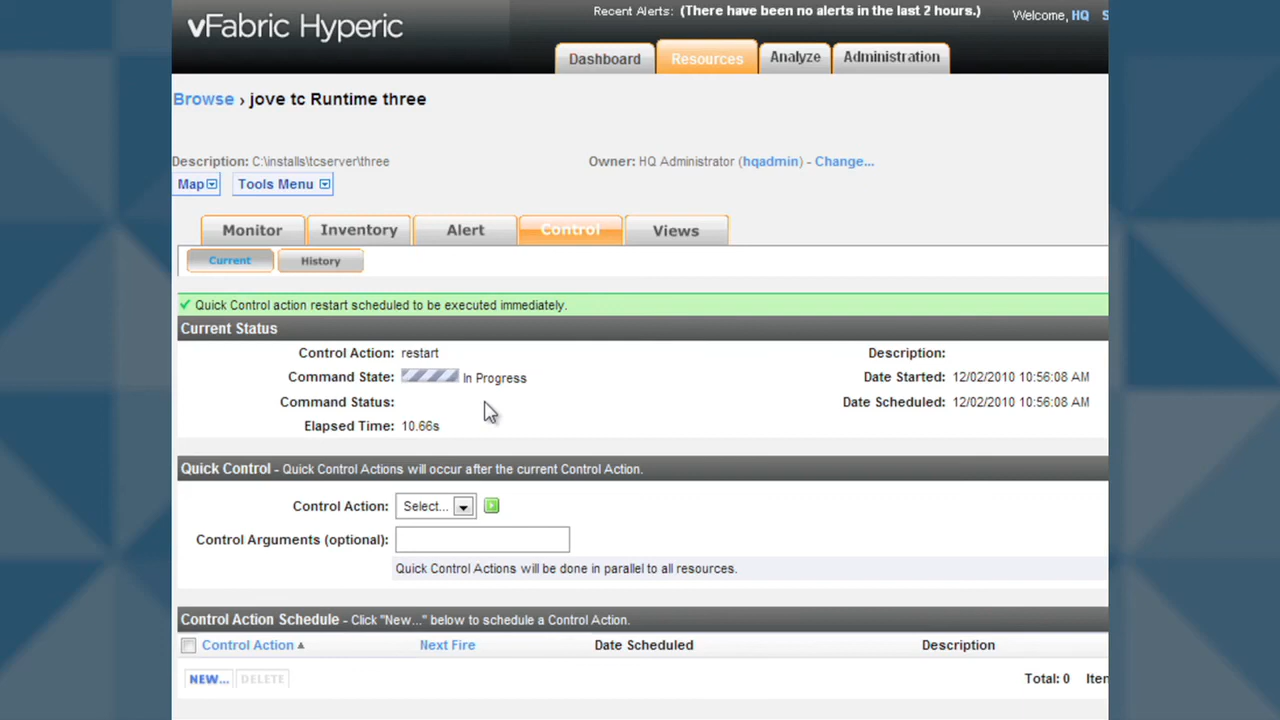 vFabric Hyperic
Recent Alerts: (There have been no alerts in the last 2 hours.)
Welcome, HQ S
Dashboard Resources Analyze Administration
Browse › jove tc Runtime three
Description: C:\installs\tcserver\three
Owner: HQ Administrator (hqadmin) - Change...
Map Tools Menu
Monitor Inventory Alert Control Views
Current History
Quick Control action restart scheduled to be executed immediately.
Current Status
Control Action: restart
Description:
Command State: In Progress
Date Started: 12/02/2010 10:56:08 AM
Command Status:
Date Scheduled: 12/02/2010 10:56:08 AM
Elapsed Time: 10.66s
Quick Control - Quick Control Actions will occur after the current Control Action.
Control Action: Select...
Control Arguments (optional):
Quick Control Actions will be done in parallel to all resources.
Control Action Schedule - Click "New..." below to schedule a Control Action.
Control Action Next Fire Date Scheduled Description
NEW... DELETE
Total: 0 Iter